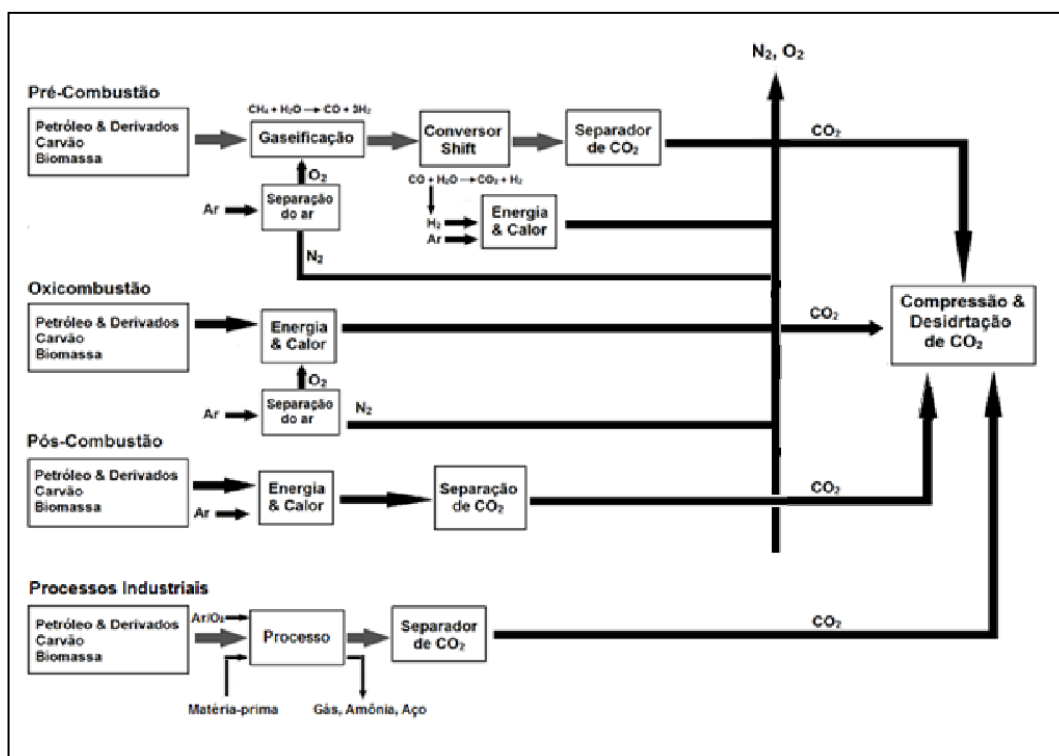 N₂, O₂
Pré-Combustão
Petróleo & Derivados
Carvão
Biomassa
CH₄ + H₂O → CO + 3H₂
Gaseificação
Conversor
Shift
Separador
de CO₂
CO₂
O₂
CO + H₂O → CO₂ + H₂
Ar
Separação
do ar
H₂
Ar
Energia
& Calor
N₂
Oxicombustão
Petróleo & Derivados
Carvão
Biomassa
Energia
& Calor
CO₂
Compressão &
Desidrtação
de CO₂
O₂
Ar
Separação
do ar
N₂
Pós-Combustão
Petróleo & Derivados
Carvão
Biomassa
Ar
Energia
& Calor
Separação
de CO₂
CO₂
Processos Industriais
Petróleo & Derivados
Carvão
Biomassa
Ar/O₂
Processo
Separador
de CO₂
CO₂
Matéria-prima
Gás, Amônia, Aço